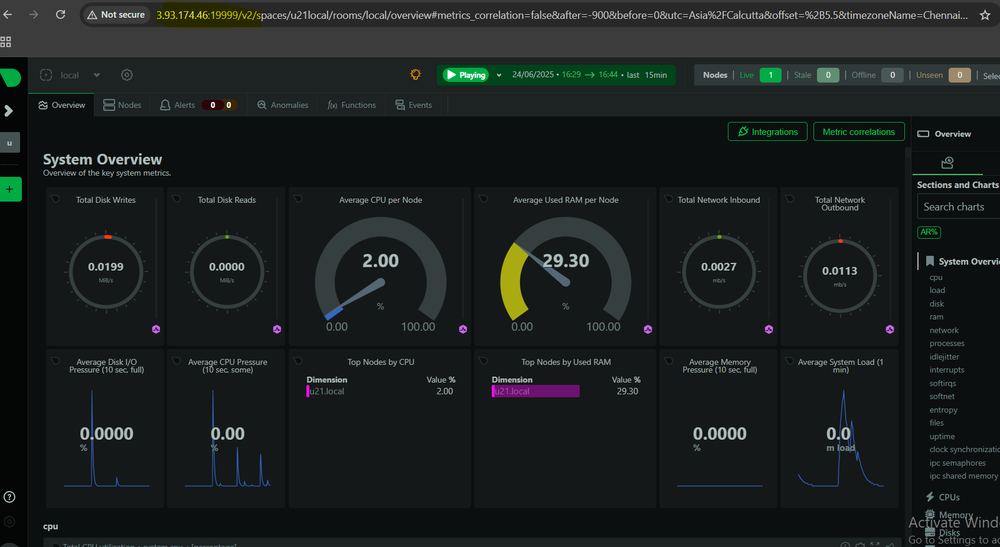 Not secure 3.93.174.46:19999/v2/spaces/u21local/rooms/local/overview#metrics_correlation=false&after=-900&before=0&utc=Asia%2FCalcutta&offset=%2B5.5&timezoneName=Chennai...
local
Playing 24/06/2025 • 16:29 → 16:44 • last 15min
Nodes Live 1 Stale 0 Offline 0 Unseen 0 Selec
Overview Nodes Alerts 0 0 Anomalies f(x) Functions Events
u
+
Integrations Metric correlations
System Overview
Overview of the key system metrics.
Total Disk Writes
0.0199
MiB/s
Total Disk Reads
0.0000
MiB/s
Average CPU per Node
2.00
%
0.00 100.00
Average Used RAM per Node
29.30
%
0.00 100.00
Total Network Inbound
0.0027
mb/s
Total Network
Outbound
0.0113
mb/s
Average Disk I/O
Pressure (10 sec, full)
0.0000
%
Average CPU Pressure
(10 sec, some)
0.00
%
Top Nodes by CPU
Dimension Value %
u21.local 2.00
Top Nodes by Used RAM
Dimension Value %
u21.local 29.30
Average Memory
Pressure (10 sec, full)
0.0000
%
Average System Load (1
min)
0.0
m load
cpu
Total CPU utilization • system.cpu • [percentage]
Overview
Sections and Charts
Search charts
AR%
System Overvie
cpu
load
disk
ram
network
processes
idlejitter
interrupts
softirqs
softnet
entropy
files
uptime
clock synchronizatio
ipc semaphores
ipc shared memory
CPUs
Memory
Disks
Activate Wind
Go to Settings to ac